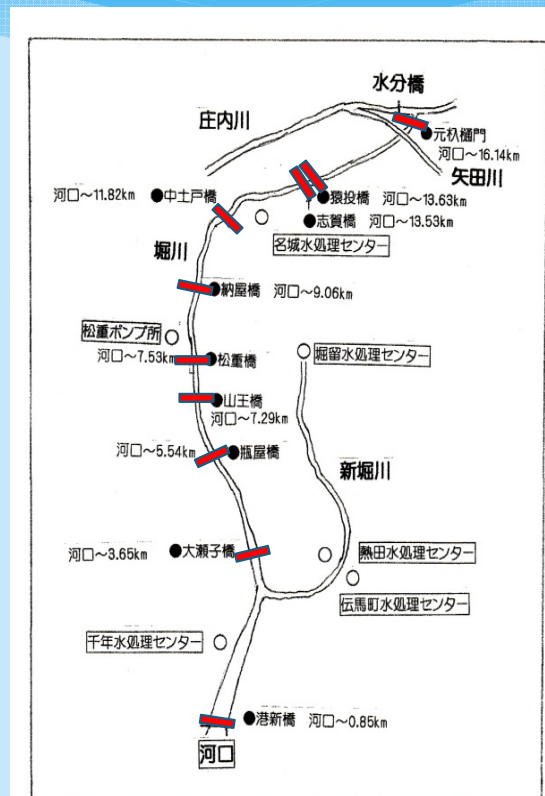 水分橋
庄内川
元杁樋門
河口~16.14km
矢田川
河口~11.82km
中土戸橋
猿投橋 河口~13.63km
志賀橋 河口~13.53km
名城水処理センター
堀川
納屋橋 河口~9.06km
松重ポンプ所
堀留水処理センター
河口~7.53km
松重橋
山王橋
河口~7.29km
河口~5.54km
瓶屋橋
新堀川
河口~3.65km
大瀬子橋
熱田水処理センター
伝馬町水処理センター
千年水処理センター
港新橋 河口~0.85km
河口